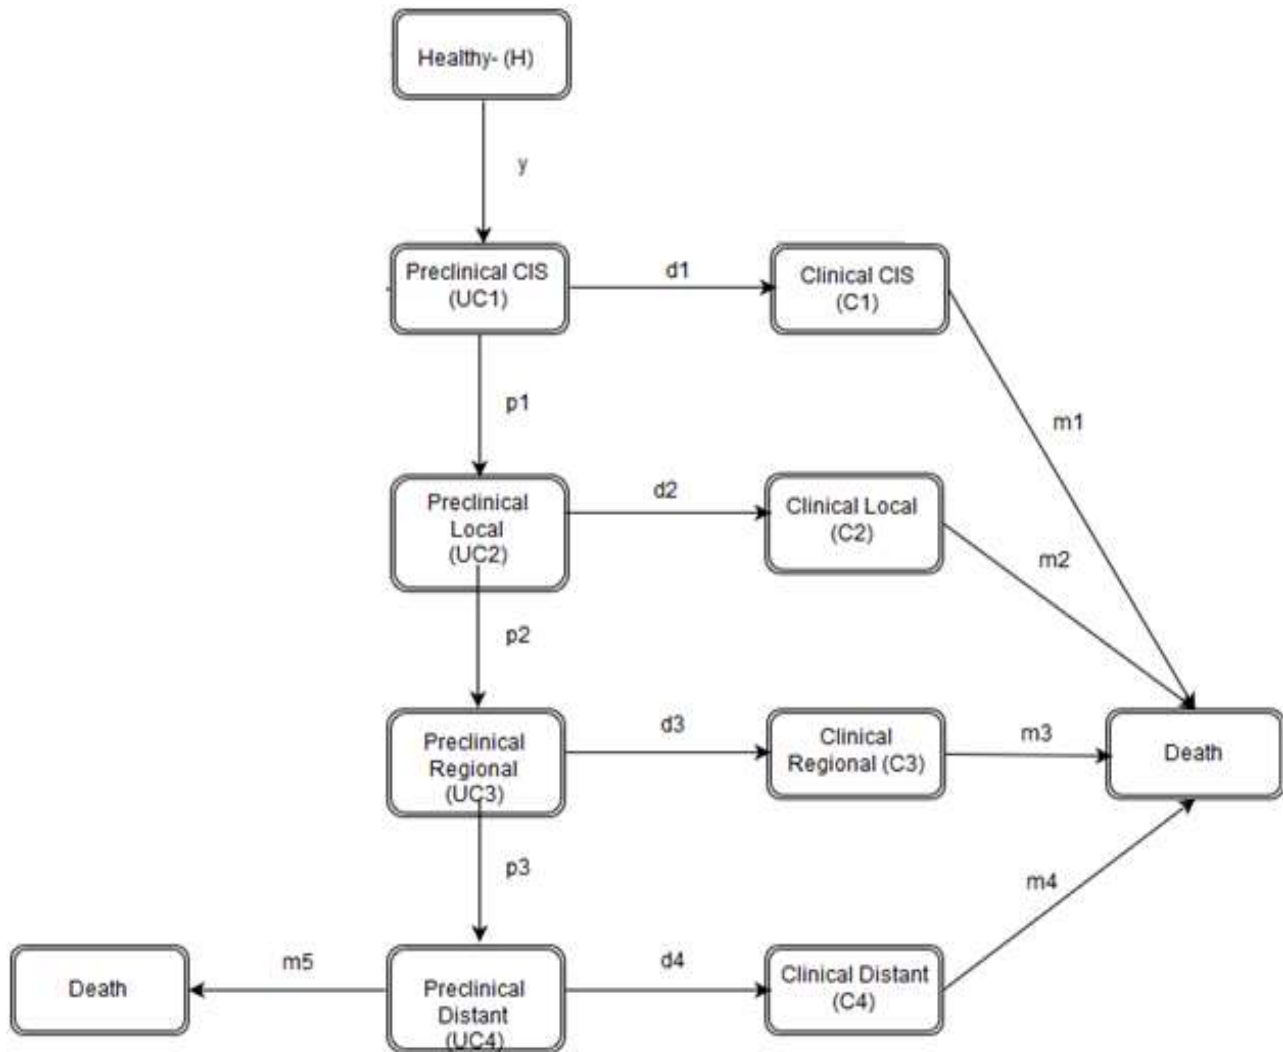 Healthy- (H)
y
Preclinical CIS
(UC1)
d1
Clinical CIS
(C1)
p1
m1
Preclinical
Local
(UC2)
d2
Clinical Local
(C2)
m2
p2
Preclinical
Regional
(UC3)
d3
Clinical
Regional (C3)
m3
Death
p3
m4
Death
m5
Preclinical
Distant
(UC4)
d4
Clinical Distant
(C4)